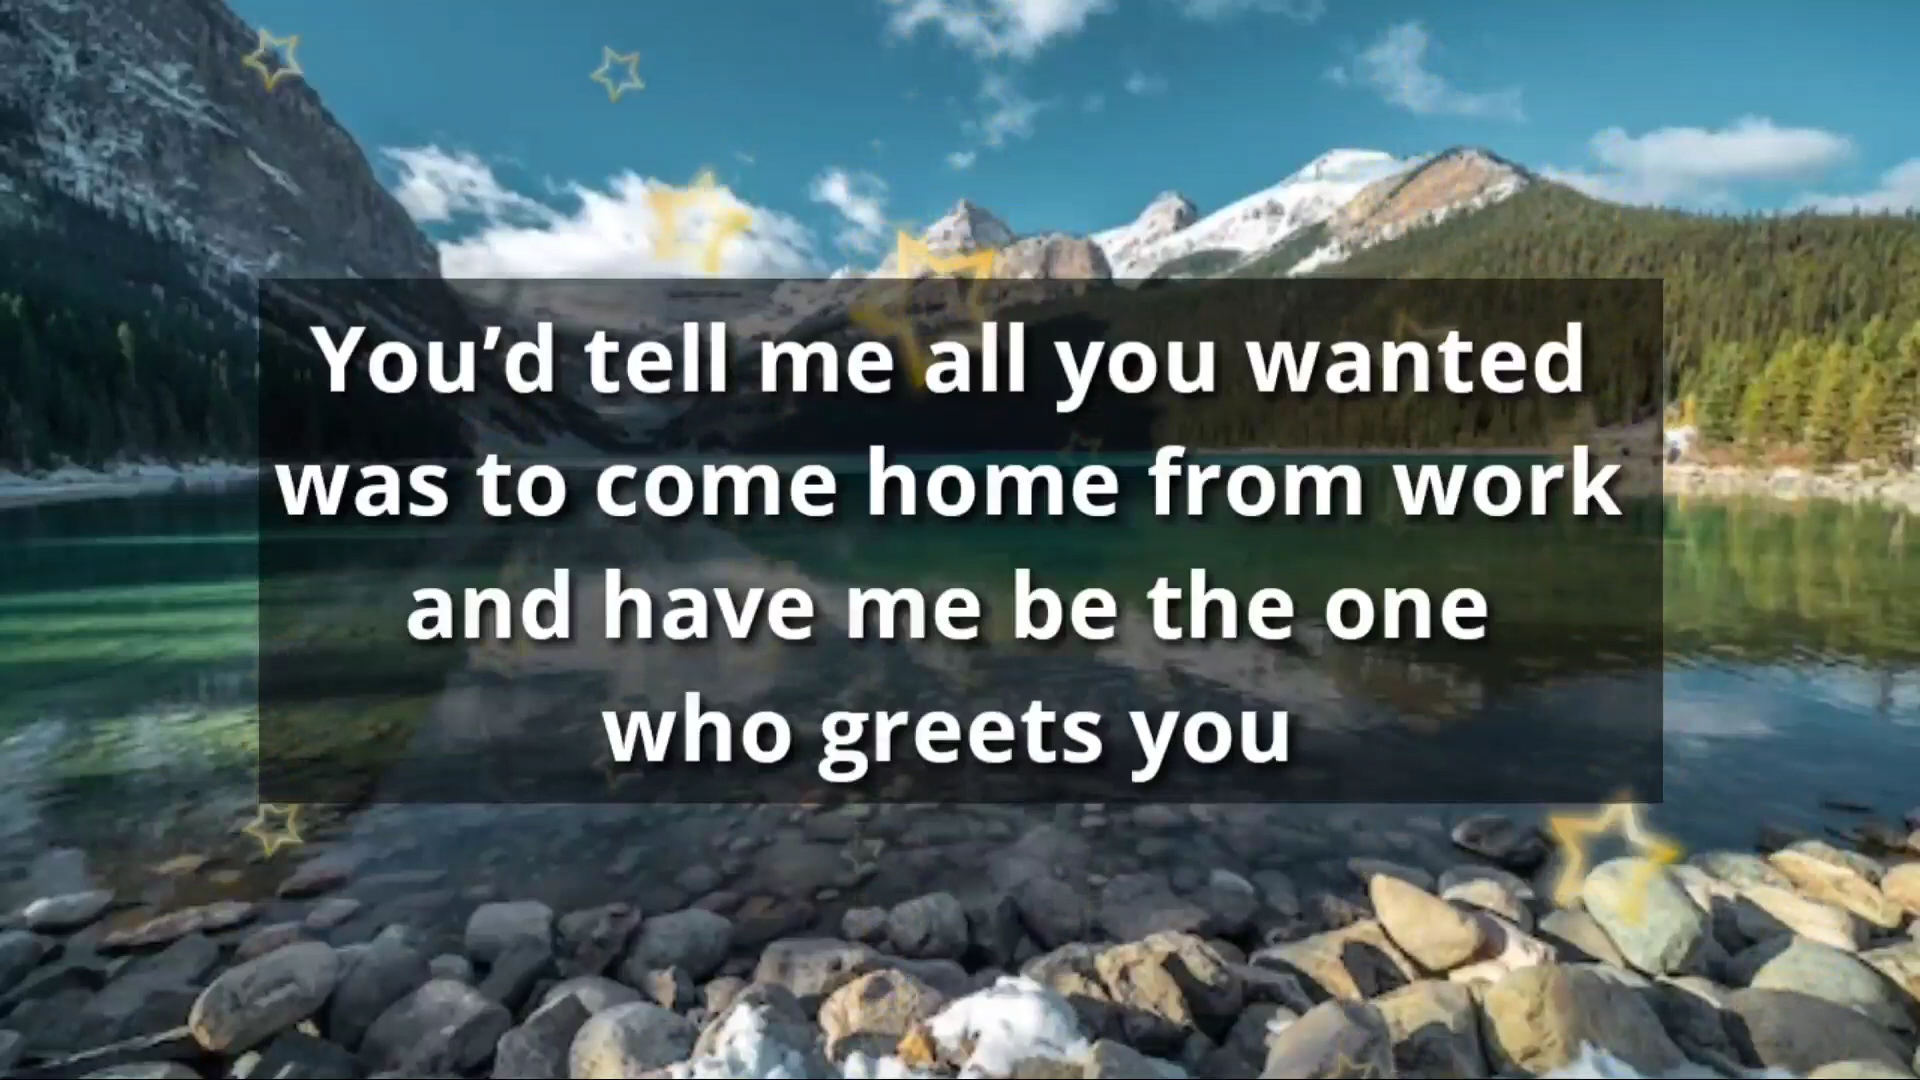 You’d tell me all you wanted
was to come home from work
and have me be the one
who greets you